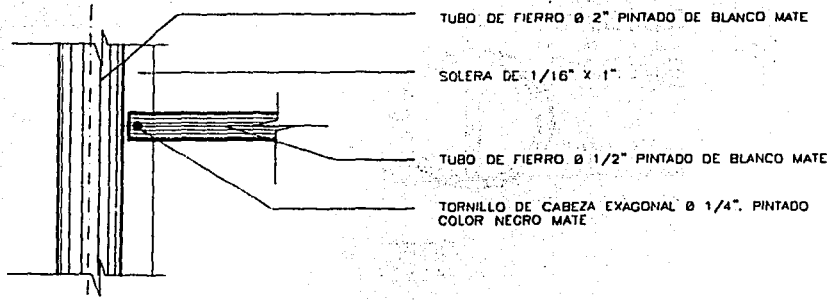 TUBO DE FIERRO Ø 2" PINTADO DE BLANCO MATE
SOLERA DE 1/16" X 1"
TUBO DE FIERRO Ø 1/2" PINTADO DE BLANCO MATE
TORNILLO DE CABEZA EXAGONAL Ø 1/4", PINTADO
COLOR NEGRO MATE